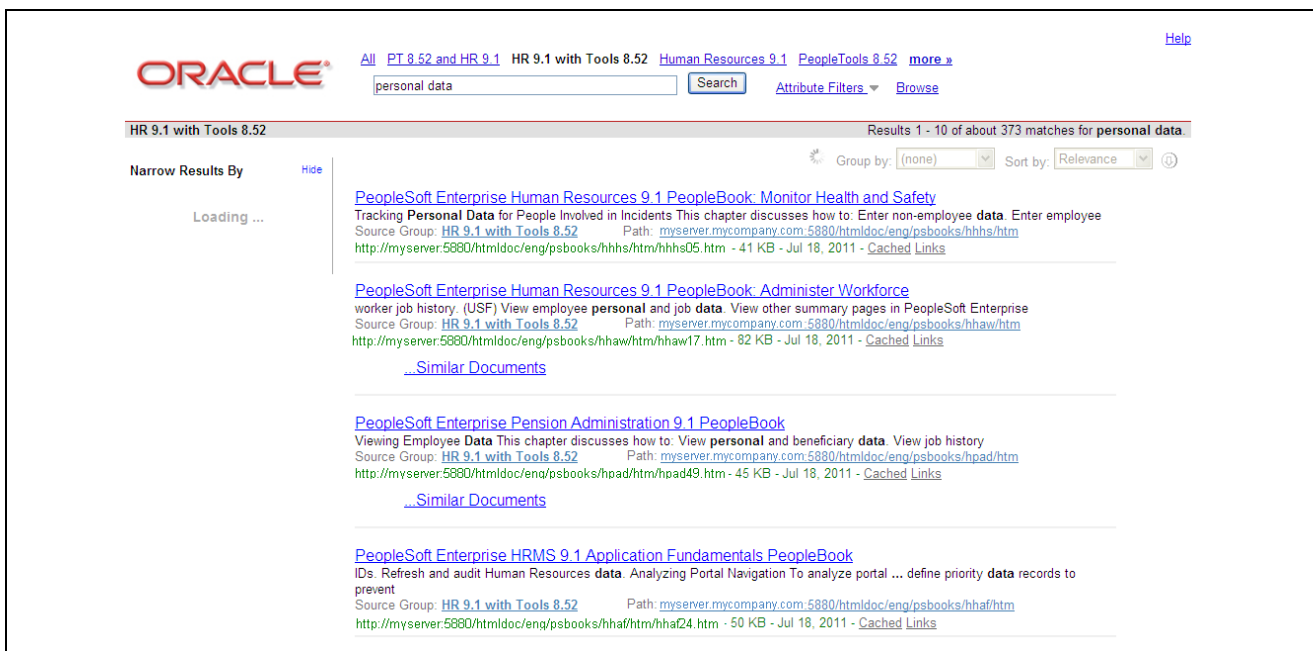 Help
ORACLE®
All PT 8.52 and HR 9.1 HR 9.1 with Tools 8.52 Human Resources 9.1 PeopleTools 8.52 more »
personal data Search Attribute Filters Browse
HR 9.1 with Tools 8.52 Results 1 - 10 of about 373 matches for personal data.
Narrow Results By Hide Group by: (none) Sort by: Relevance
Loading ...
PeopleSoft Enterprise Human Resources 9.1 PeopleBook: Monitor Health and Safety
Tracking Personal Data for People Involved in Incidents This chapter discusses how to: Enter non-employee data. Enter employee
Source Group: HR 9.1 with Tools 8.52 Path: myserver.mycompany.com:5880/htmldoc/eng/psbooks/hhhs/htm
http://myserver:5880/htmldoc/eng/psbooks/hhhs/htm/hhhs05.htm - 41 KB - Jul 18, 2011 - Cached Links
PeopleSoft Enterprise Human Resources 9.1 PeopleBook: Administer Workforce
worker job history. (USF) View employee personal and job data. View other summary pages in PeopleSoft Enterprise
Source Group: HR 9.1 with Tools 8.52 Path: myserver.mycompany.com:5880/htmldoc/eng/psbooks/hhaw/htm
http://myserver:5880/htmldoc/eng/psbooks/hhaw/htm/hhaw17.htm - 82 KB - Jul 18, 2011 - Cached Links
...Similar Documents
PeopleSoft Enterprise Pension Administration 9.1 PeopleBook
Viewing Employee Data This chapter discusses how to: View personal and beneficiary data. View job history
Source Group: HR 9.1 with Tools 8.52 Path: myserver.mycompany.com:5880/htmldoc/eng/psbooks/hpad/htm
http://myserver:5880/htmldoc/eng/psbooks/hpad/htm/hpad49.htm - 45 KB - Jul 18, 2011 - Cached Links
...Similar Documents
PeopleSoft Enterprise HRMS 9.1 Application Fundamentals PeopleBook
IDs. Refresh and audit Human Resources data. Analyzing Portal Navigation To analyze portal ... define priority data records to
prevent
Source Group: HR 9.1 with Tools 8.52 Path: myserver.mycompany.com:5880/htmldoc/eng/psbooks/hhaf/htm
http://myserver:5880/htmldoc/eng/psbooks/hhaf/htm/hhaf24.htm - 50 KB - Jul 18, 2011 - Cached Links